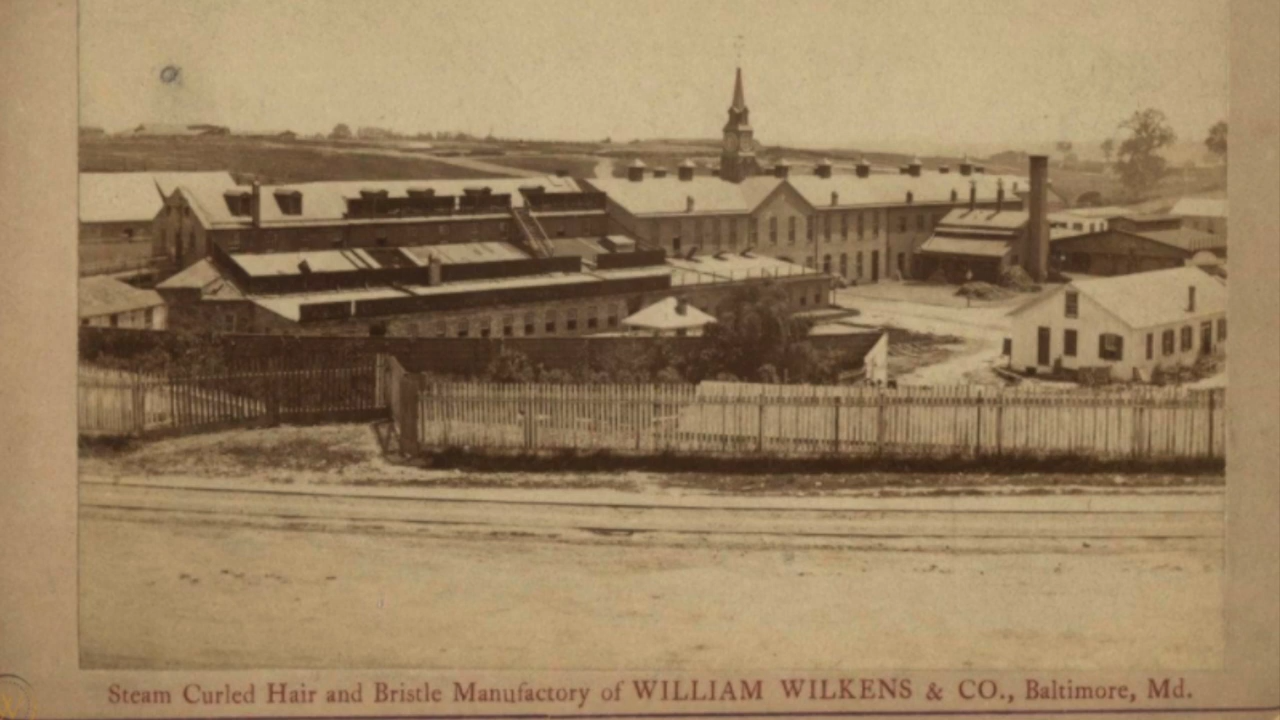 Steam Curled Hair and Bristle Manufactory of WILLIAM WILKENS & CO., Baltimore, Md.